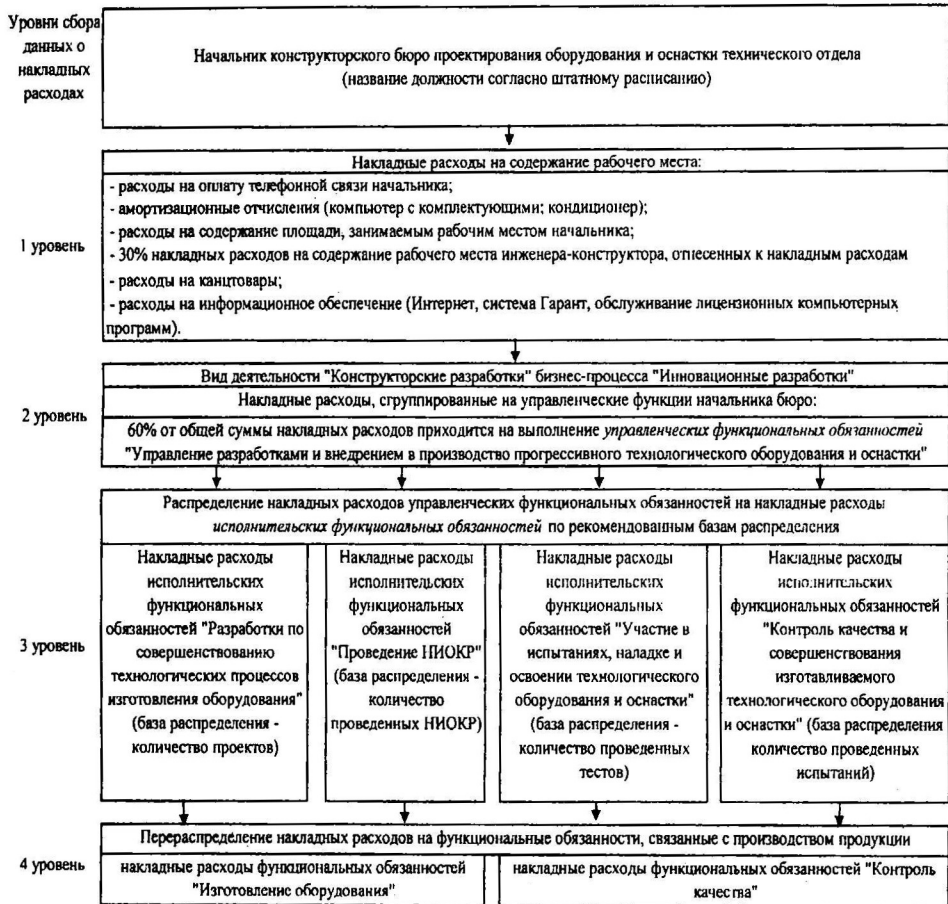 Уровни сбора
данных о
накладных
расходах
Начальник конструкторского бюро проектирования оборудования и оснастки технического отдела
(название должности согласно штатному расписанию)
1 уровень
Накладные расходы на содержание рабочего места:
- расходы на оплату телефонной связи начальника;
- амортизационные отчисления (компьютер с комплектующими; кондиционер);
- расходы на содержание площади, занимаемым рабочим местом начальника;
- 30% накладных расходов на содержание рабочего места инженера-конструктора, отнесенных к накладным расходам
- расходы на канцтовары;
- расходы на информационное обеспечение (Интернет, система Гарант, обслуживание лицензионных компьютерных
программ).
2 уровень
Вид деятельности "Конструкторские разработки" бизнес-процесса "Инновационные разработки"
Накладные расходы, сгруппированные на управленческие функции начальника бюро:
60% от общей суммы накладных расходов приходится на выполнение управленческих функциональных обязанностей
"Управление разработками и внедрением в производство прогрессивного технологического оборудования и оснастки"
3 уровень
Распределение накладных расходов управленческих функциональных обязанностей на накладные расходы
исполнительских функциональных обязанностей по рекомендованным базам распределения
Накладные расходы
исполнительских
функциональных
обязанностей "Разработки по
совершенствованию
технологических процессов
изготовления оборудования"
(база распределения -
количество проектов)
Накладные расходы
исполнительских
функциональных
обязанностей
"Проведение НИОКР"
(база распределения -
количество
проведенных НИОКР)
Накладные расходы
исполнительских
функциональных
обязанностей "Участие в
испытаниях, наладке и
освоении технологического
оборудования и оснастки"
(база распределения -
количество проведенных
тестов)
Накладные расходы
исполнительских
функциональных обязанностей
"Контроль качества и
совершенствования
изготавливаемого
технологического оборудования
и оснастки" (база распределения
количество проведенных
испытаний)
4 уровень
Перераспределение накладных расходов на функциональные обязанности, связанные с производством продукции
накладные расходы функциональных обязанностей
"Изготовление оборудования"
накладные расходы функциональных обязанностей "Контроль
качества"